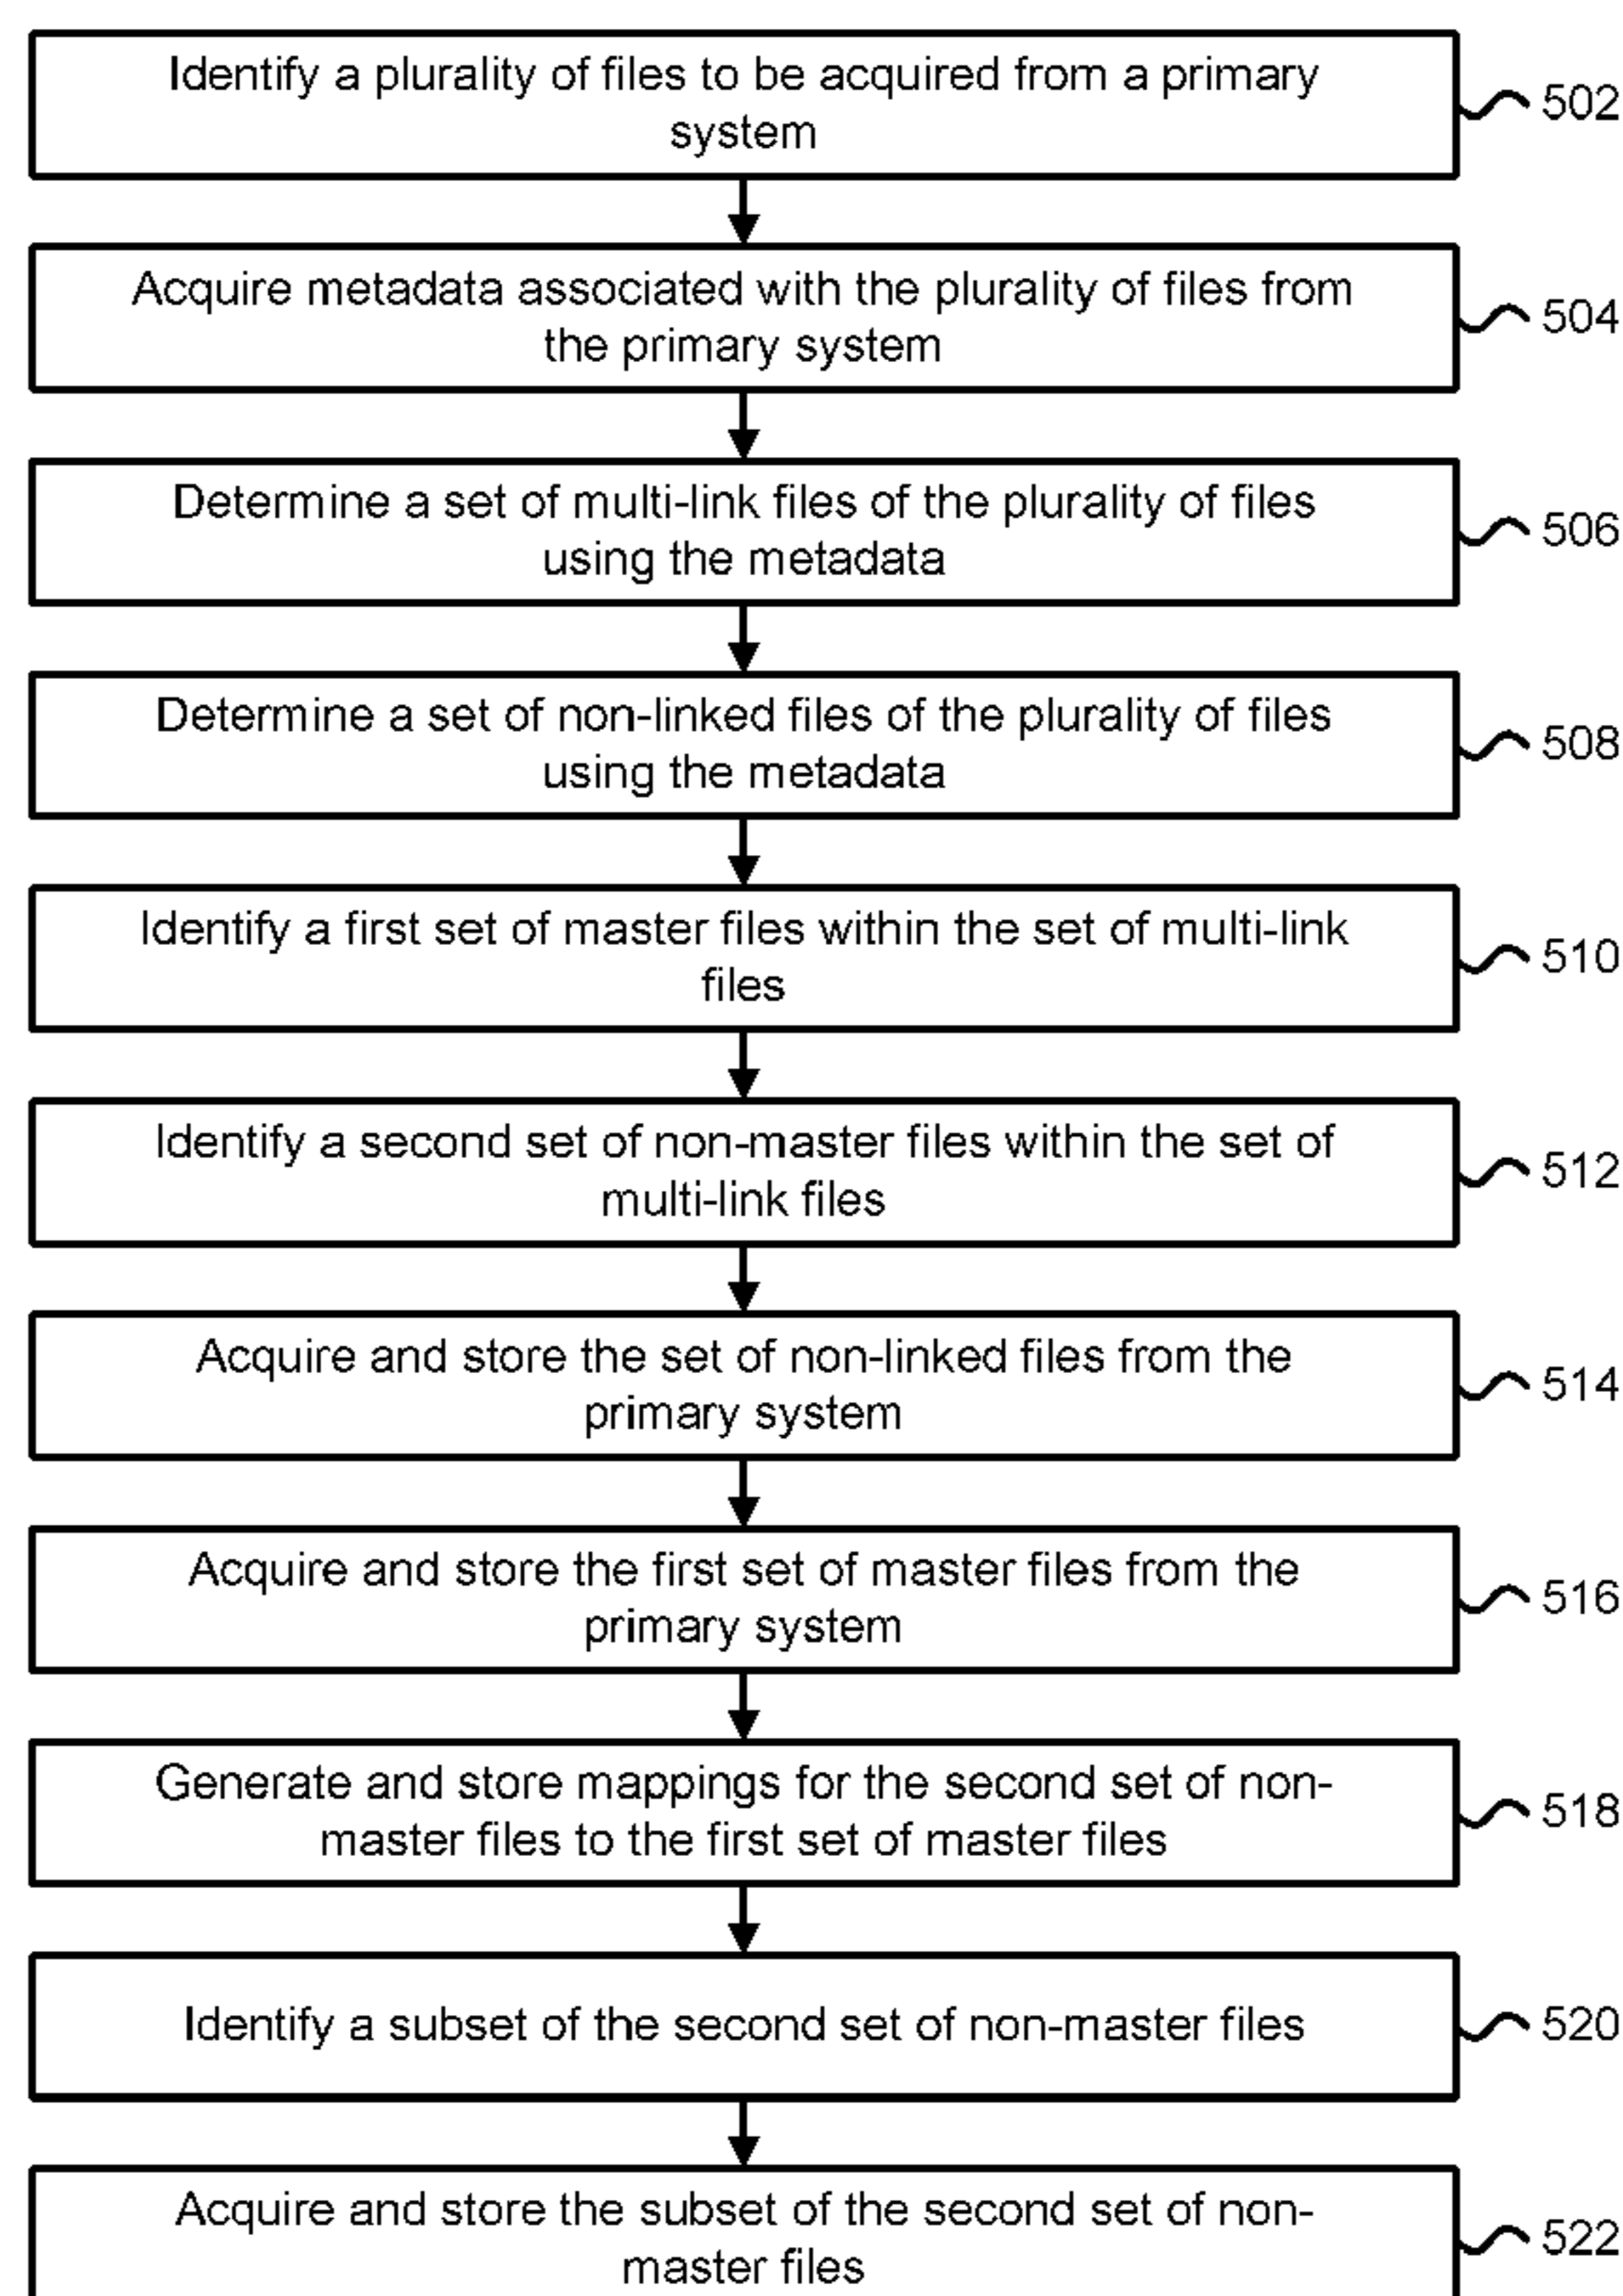 Identify a plurality of files to be acquired from a primary
system
502
Acquire metadata associated with the plurality of files from
the primary system
504
Determine a set of multi-link files of the plurality of files
using the metadata
506
Determine a set of non-linked files of the plurality of files
using the metadata
508
Identify a first set of master files within the set of multi-link
files
510
Identify a second set of non-master files within the set of
multi-link files
512
Acquire and store the set of non-linked files from the
primary system
514
Acquire and store the first set of master files from the
primary system
516
Generate and store mappings for the second set of non-
master files to the first set of master files
518
Identify a subset of the second set of non-master files
520
Acquire and store the subset of the second set of non-
master files
522